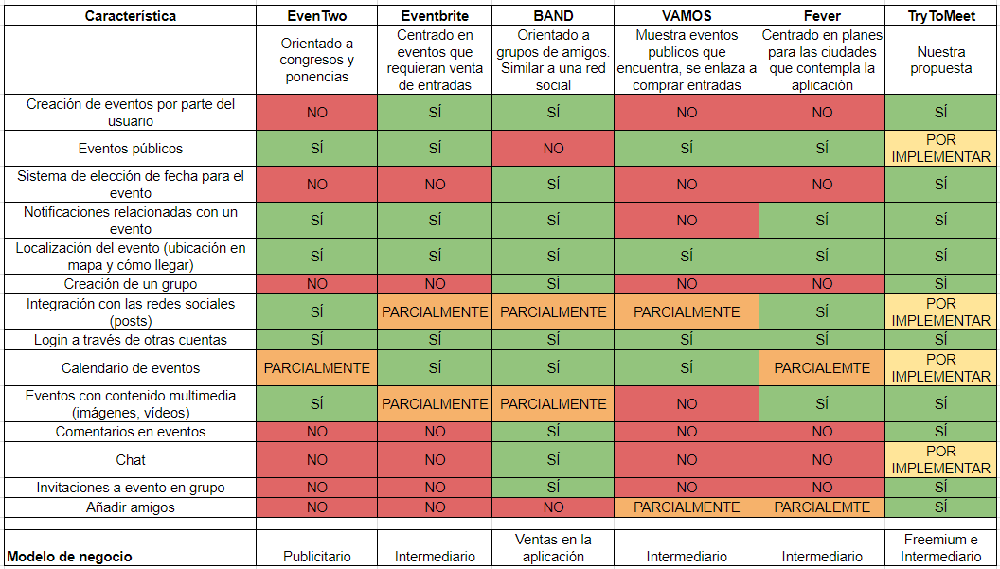 Característica EvenTwo Eventbrite BAND VAMOS Fever TryToMeet
Orientado a congresos y ponencias Centrado en eventos que requieran venta de entradas Orientado a grupos de amigos. Similar a una red social Muestra eventos publicos que encuentra, se enlaza a comprar entradas Centrado en planes para las ciudades que contempla la aplicación Nuestra propuesta
Creación de eventos por parte del usuario NO SÍ SÍ NO NO SÍ
Eventos públicos SÍ SÍ NO SÍ SÍ POR IMPLEMENTAR
Sistema de elección de fecha para el evento NO NO SÍ NO NO SÍ
Notificaciones relacionadas con un evento SÍ SÍ SÍ NO SÍ SÍ
Localización del evento (ubicación en mapa y cómo llegar) SÍ SÍ SÍ SÍ SÍ SÍ
Creación de un grupo NO NO SÍ NO NO SÍ
Integración con las redes sociales (posts) SÍ PARCIALMENTE PARCIALMENTE PARCIALMENTE SÍ POR IMPLEMENTAR
Login a través de otras cuentas SÍ SÍ SÍ SÍ SÍ SÍ
Calendario de eventos PARCIALMENTE SÍ SÍ SÍ PARCIALEMTE POR IMPLEMENTAR
Eventos con contenido multimedia (imágenes, vídeos) SÍ PARCIALMENTE PARCIALMENTE NO SÍ SÍ
Comentarios en eventos NO NO SÍ NO NO SÍ
Chat NO NO SÍ NO NO POR IMPLEMENTAR
Invitaciones a evento en grupo NO NO SÍ NO NO SÍ
Añadir amigos NO NO NO PARCIALMENTE PARCIALEMTE SÍ
Modelo de negocio Publicitario Intermediario Ventas en la aplicación Intermediario Intermediario Freemium e Intermediario